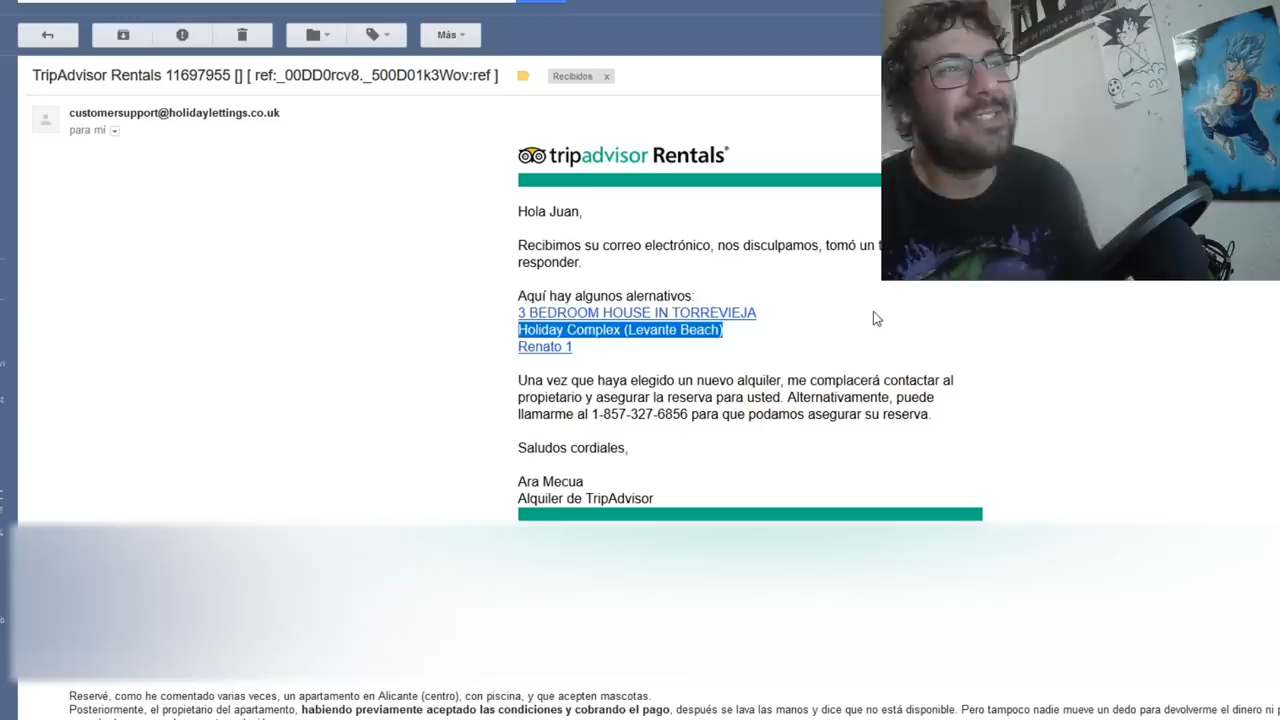 Más
TripAdvisor Rentals 11697955 [] [ ref:_00DD0rcv8._500D01k3Wov:ref ]
Recibidos x
customersupport@holidaylettings.co.uk
para mí
tripadvisor Rentals®
Hola Juan,
Recibimos su correo electrónico, nos disculpamos, tomó un
responder.
Aquí hay algunos alernativos:
3 BEDROOM HOUSE IN TORREVIEJA
Holiday Complex (Levante Beach)
Renato 1
Una vez que haya elegido un nuevo alquiler, me complacerá contactar al
propietario y asegurar la reserva para usted. Alternativamente, puede
llamarme al 1-857-327-6856 para que podamos asegurar su reserva.
Saludos cordiales,
Ara Mecua
Alquiler de TripAdvisor
Reservé, como he comentado varias veces, un apartamento en Alicante (centro), con piscina, y que acepten mascotas.
Posteriormente, el propietario del apartamento, habiendo previamente aceptado las condiciones y cobrando el pago, después se lava las manos y dice que no está disponible. Pero tampoco nadie mueve un dedo para devolverme el dinero ni